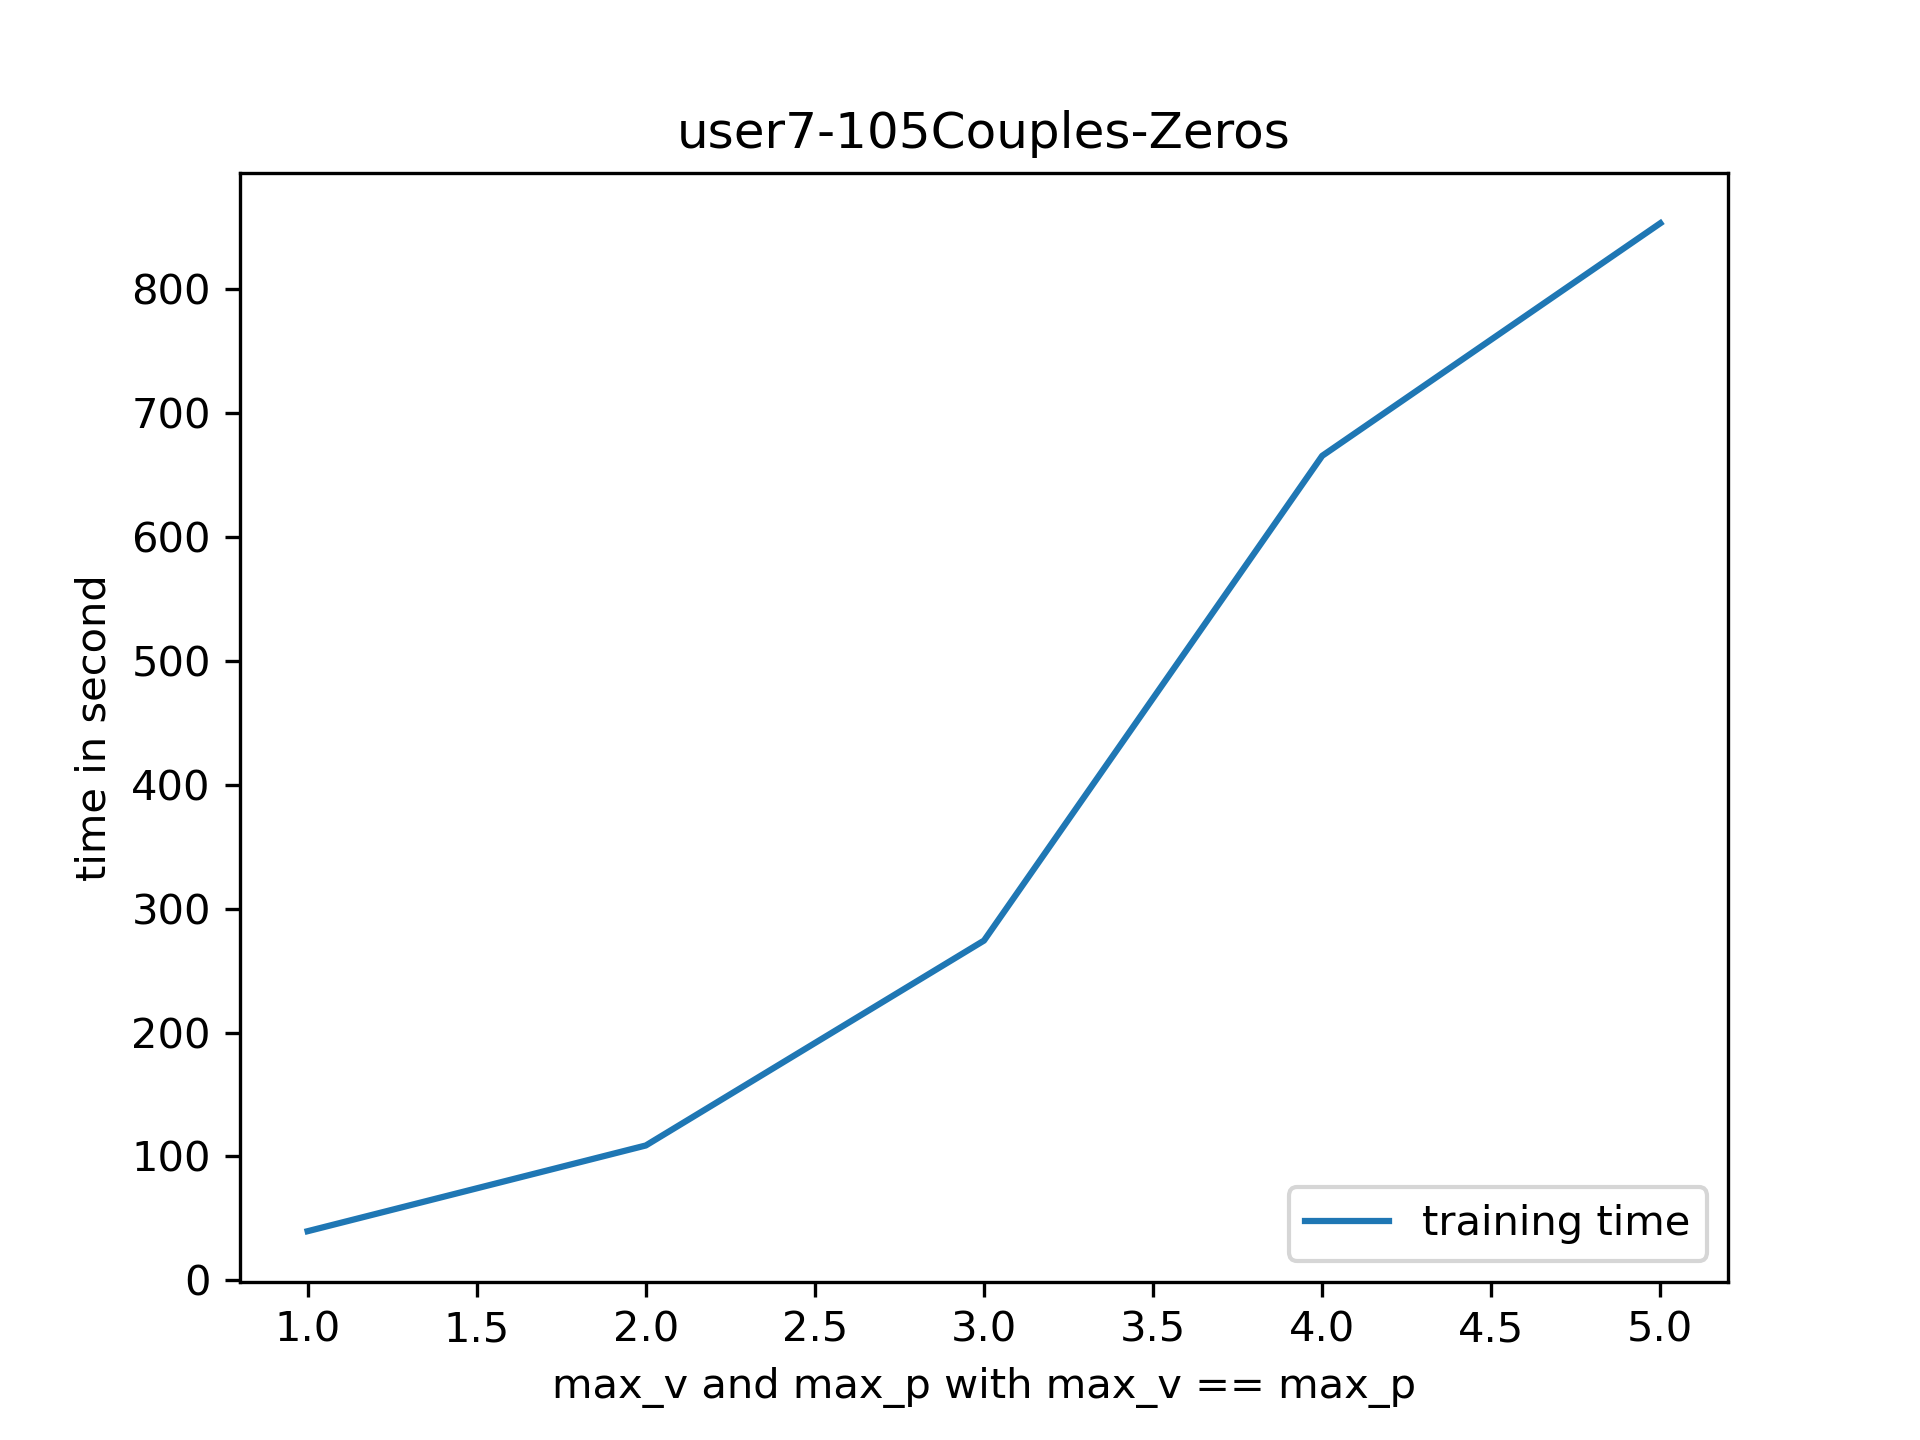 user7-105Couples-Zeros
800
700
600
500
400
300
200
100
0
time in second
training time
1.0 1.5 2.0 2.5 3.0 3.5 4.0 4.5 5.0
max_v and max_p with max_v == max_p